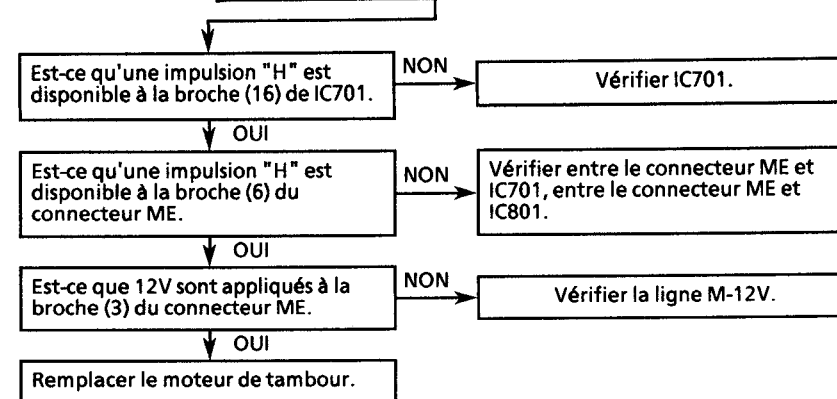 Est-ce qu'une impulsion "H" est
disponible à la broche (16) de IC701.
NON
Vérifier IC701.
OUI
Est-ce qu'une impulsion "H" est
disponible à la broche (6) du
connecteur ME.
NON
Vérifier entre le connecteur ME et
IC701, entre le connecteur ME et
IC801.
OUI
Est-ce que 12V sont appliqués à la
broche (3) du connecteur ME.
NON
Vérifier la ligne M-12V.
OUI
Remplacer le moteur de tambour.